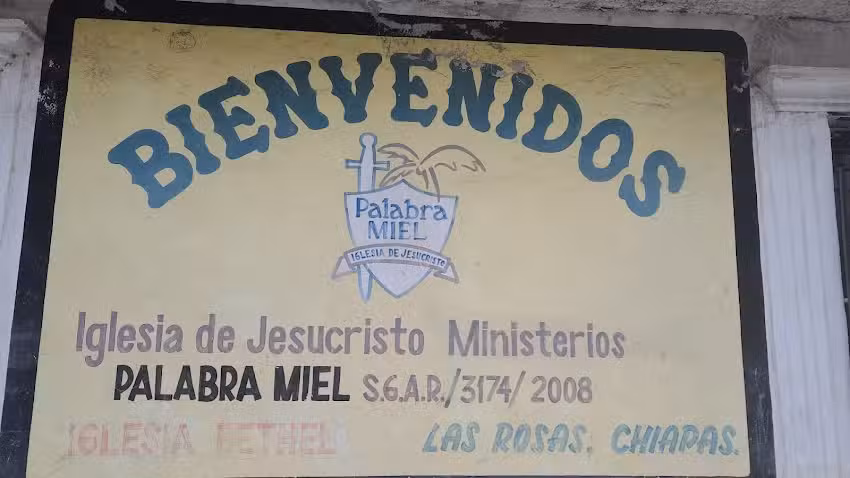 BIENVENIDOS
Palabra
MIEL
IGLESIA DE JESUCRISTO
Iglesia de Jesucristo Ministerios
PALABRA MIEL S.G.A.R./3174/2008
IGLESIA BETHEL
LAS ROSAS, CHIAPAS.